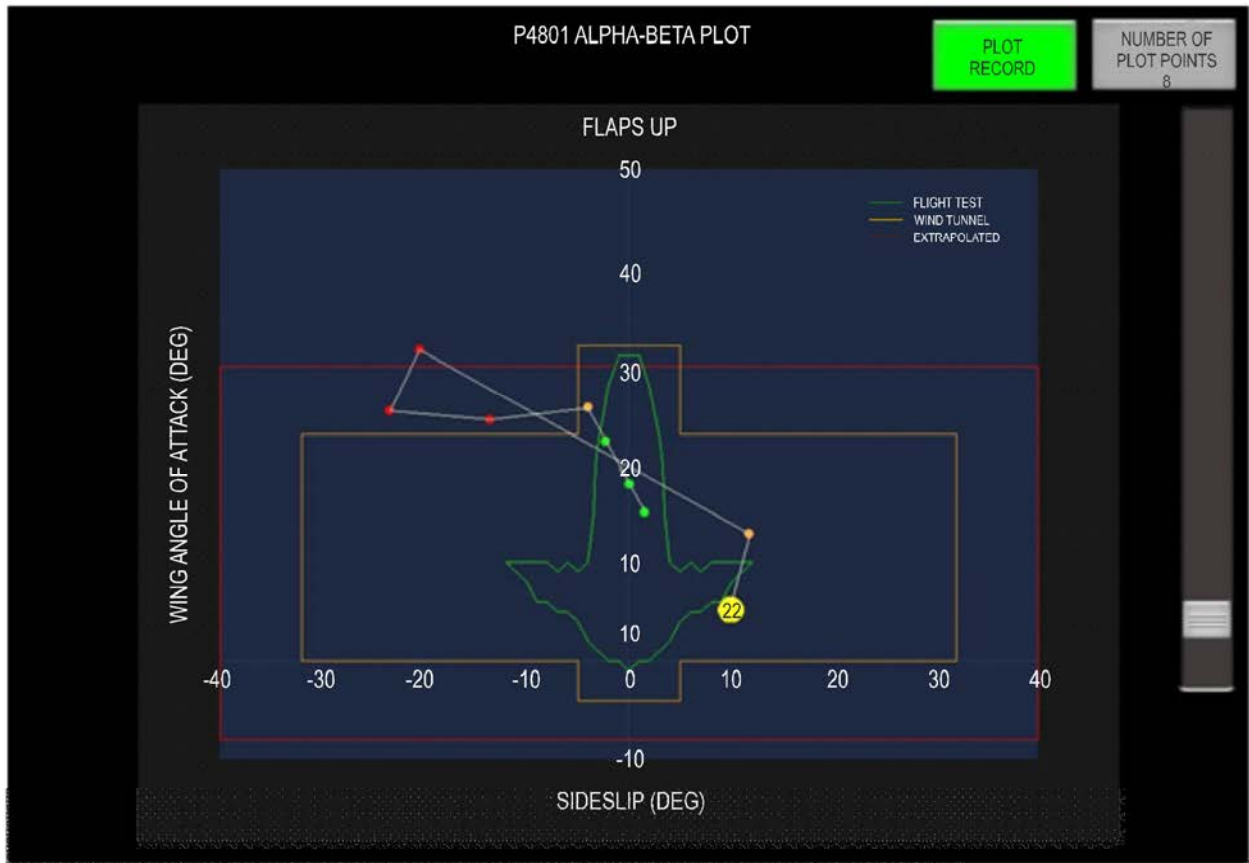 P4801 ALPHA-BETA PLOT
PLOT
RECORD
NUMBER OF
PLOT POINTS
8
FLAPS UP
50
FLIGHT TEST
WIND TUNNEL
EXTRAPOLATED
40
30
20
10
22
10
WING ANGLE OF ATTACK (DEG)
-40
-30
-20
-10
0
10
20
30
40
-10
SIDESLIP (DEG)